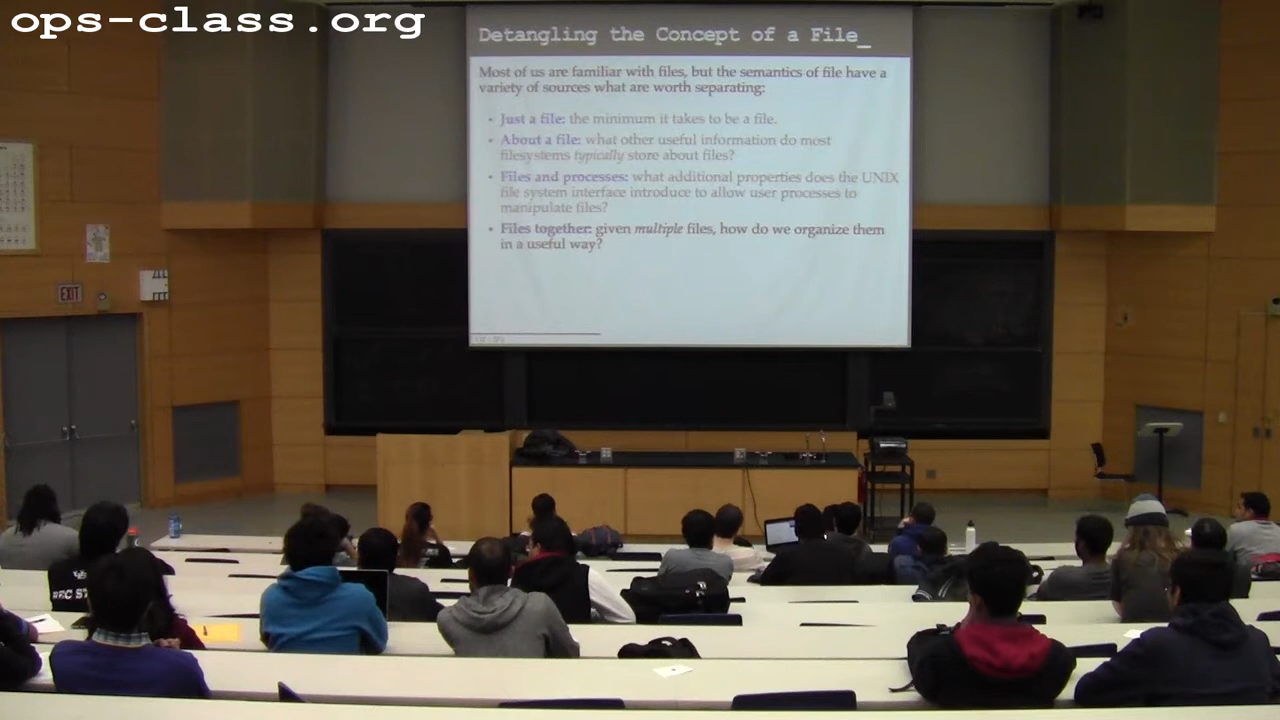 ops-class.org
Detangling the Concept of a File_
Most of us are familiar with files, but the semantics of file have a
variety of sources what are worth separating:
• Just a file: the minimum it takes to be a file.
• About a file: what other useful information do most
filesystems typically store about files?
• Files and processes: what additional properties does the UNIX
file system interface introduce to allow user processes to
manipulate files?
• Files together: given multiple files, how do we organize them
in a useful way?
EXIT